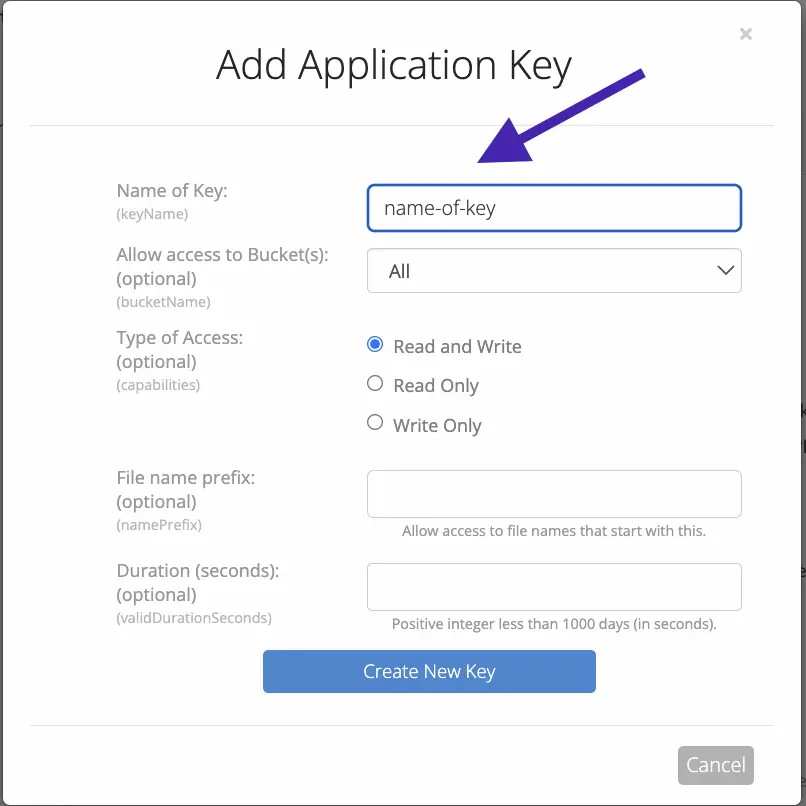 ×
Add Application Key
Name of Key:
(keyName)
name-of-key
Allow access to Bucket(s):
(optional)
(bucketName)
All
Type of Access:
(optional)
(capabilities)
Read and Write
Read Only
Write Only
File name prefix:
(optional)
(namePrefix)
Allow access to file names that start with this.
Duration (seconds):
(optional)
(validDurationSeconds)
Positive integer less than 1000 days (in seconds).
Create New Key
Cancel